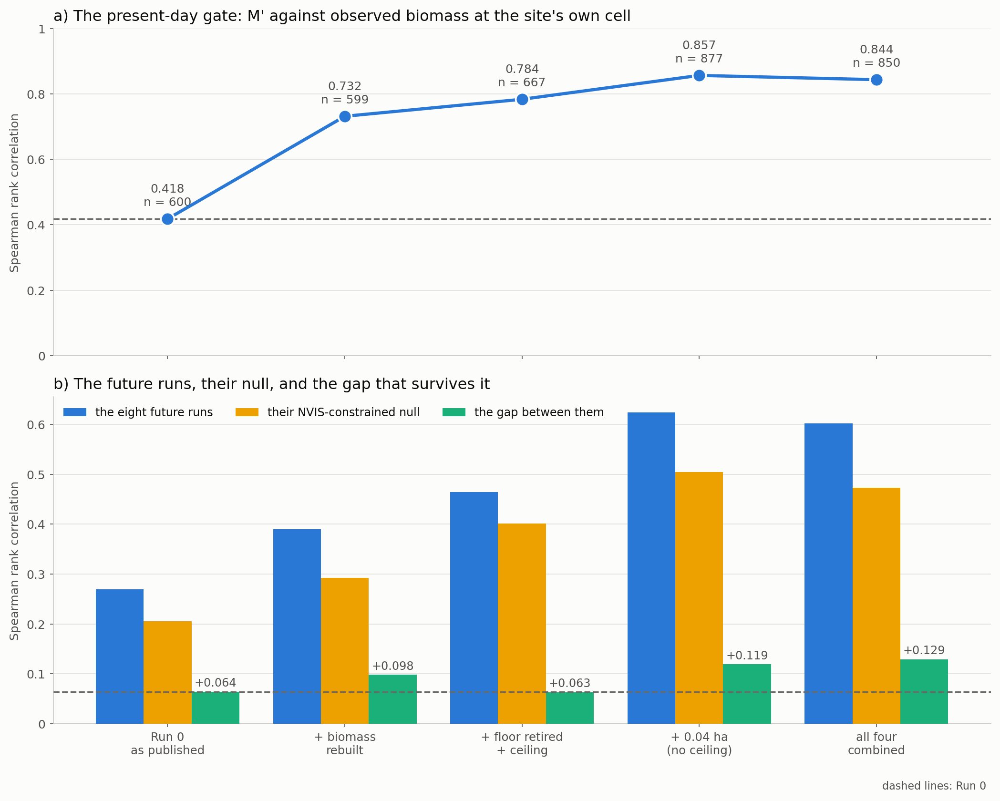 a) The present-day gate: M' against observed biomass at the site's own cell
Spearman rank correlation
1
0.8
0.6
0.4
0.2
0
0.418
n = 600
0.732
n = 599
0.784
n = 667
0.857
n = 877
0.844
n = 850
b) The future runs, their null, and the gap that survives it
the eight future runs
their NVIS-constrained null
the gap between them
Spearman rank correlation
0.6
0.5
0.4
0.3
0.2
0.1
0
+0.064
+0.098
+0.063
+0.119
+0.129
Run 0
as published
+ biomass
rebuilt
+ floor retired
+ ceiling
+ 0.04 ha
(no ceiling)
all four
combined
dashed lines: Run 0